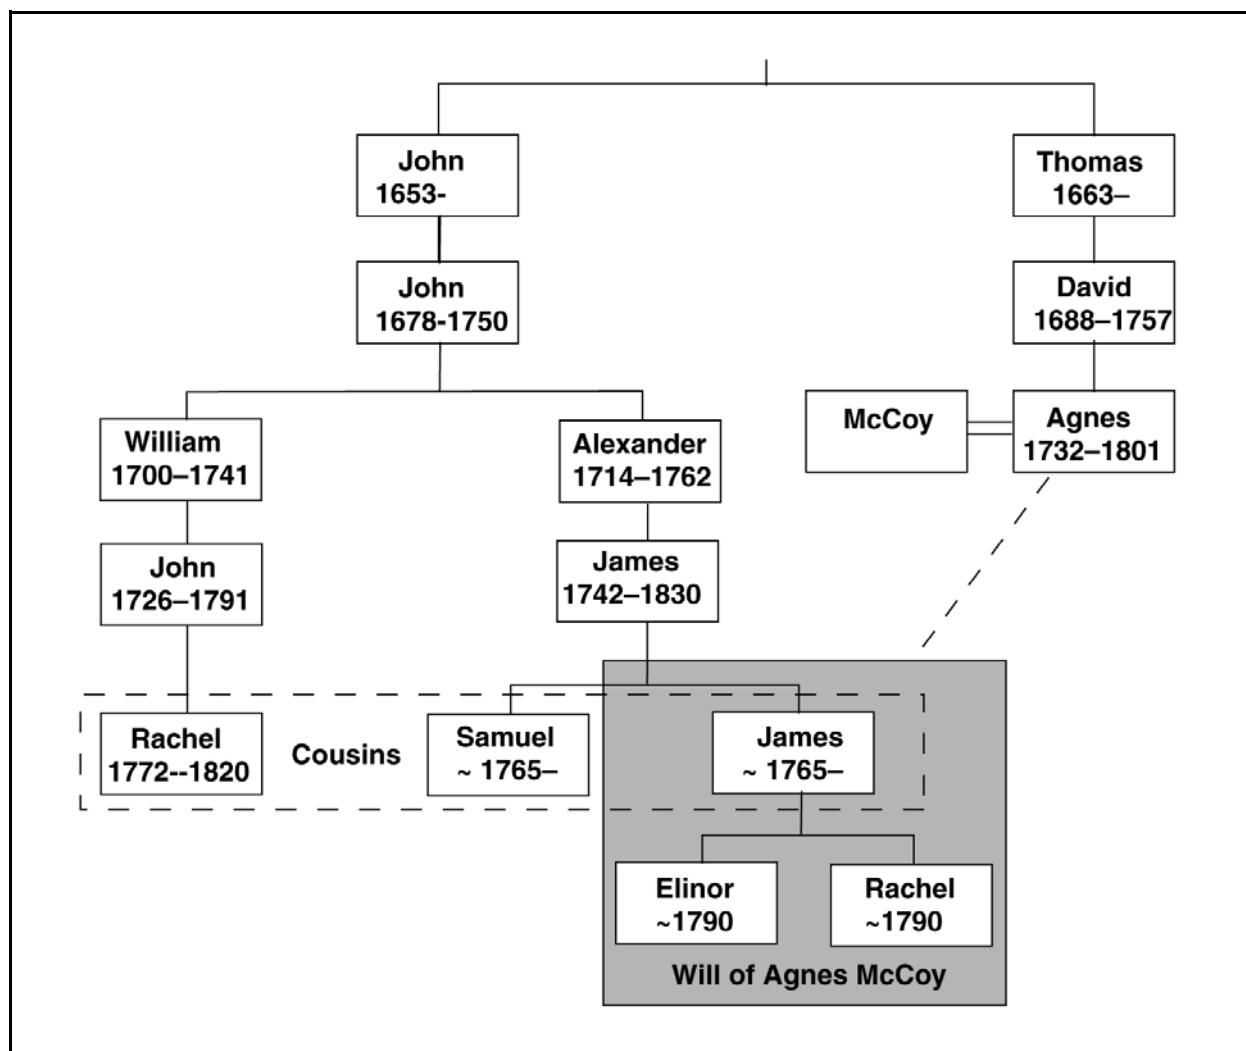 John
1653-
Thomas
1663–
John
1678-1750
David
1688–1757
William
1700–1741
Alexander
1714–1762
McCoy
Agnes
1732–1801
John
1726–1791
James
1742–1830
Rachel
1772--1820
Cousins
Samuel
~ 1765–
James
~ 1765–
Elinor
~1790
Rachel
~1790
Will of Agnes McCoy